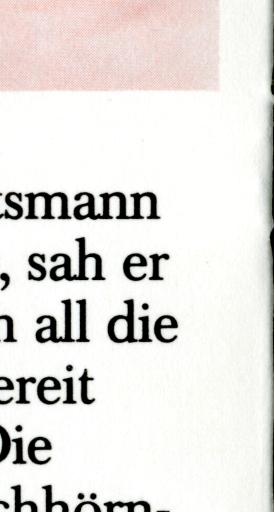 tsmann
, sah er
n all die
ereit
Die
chhörn-